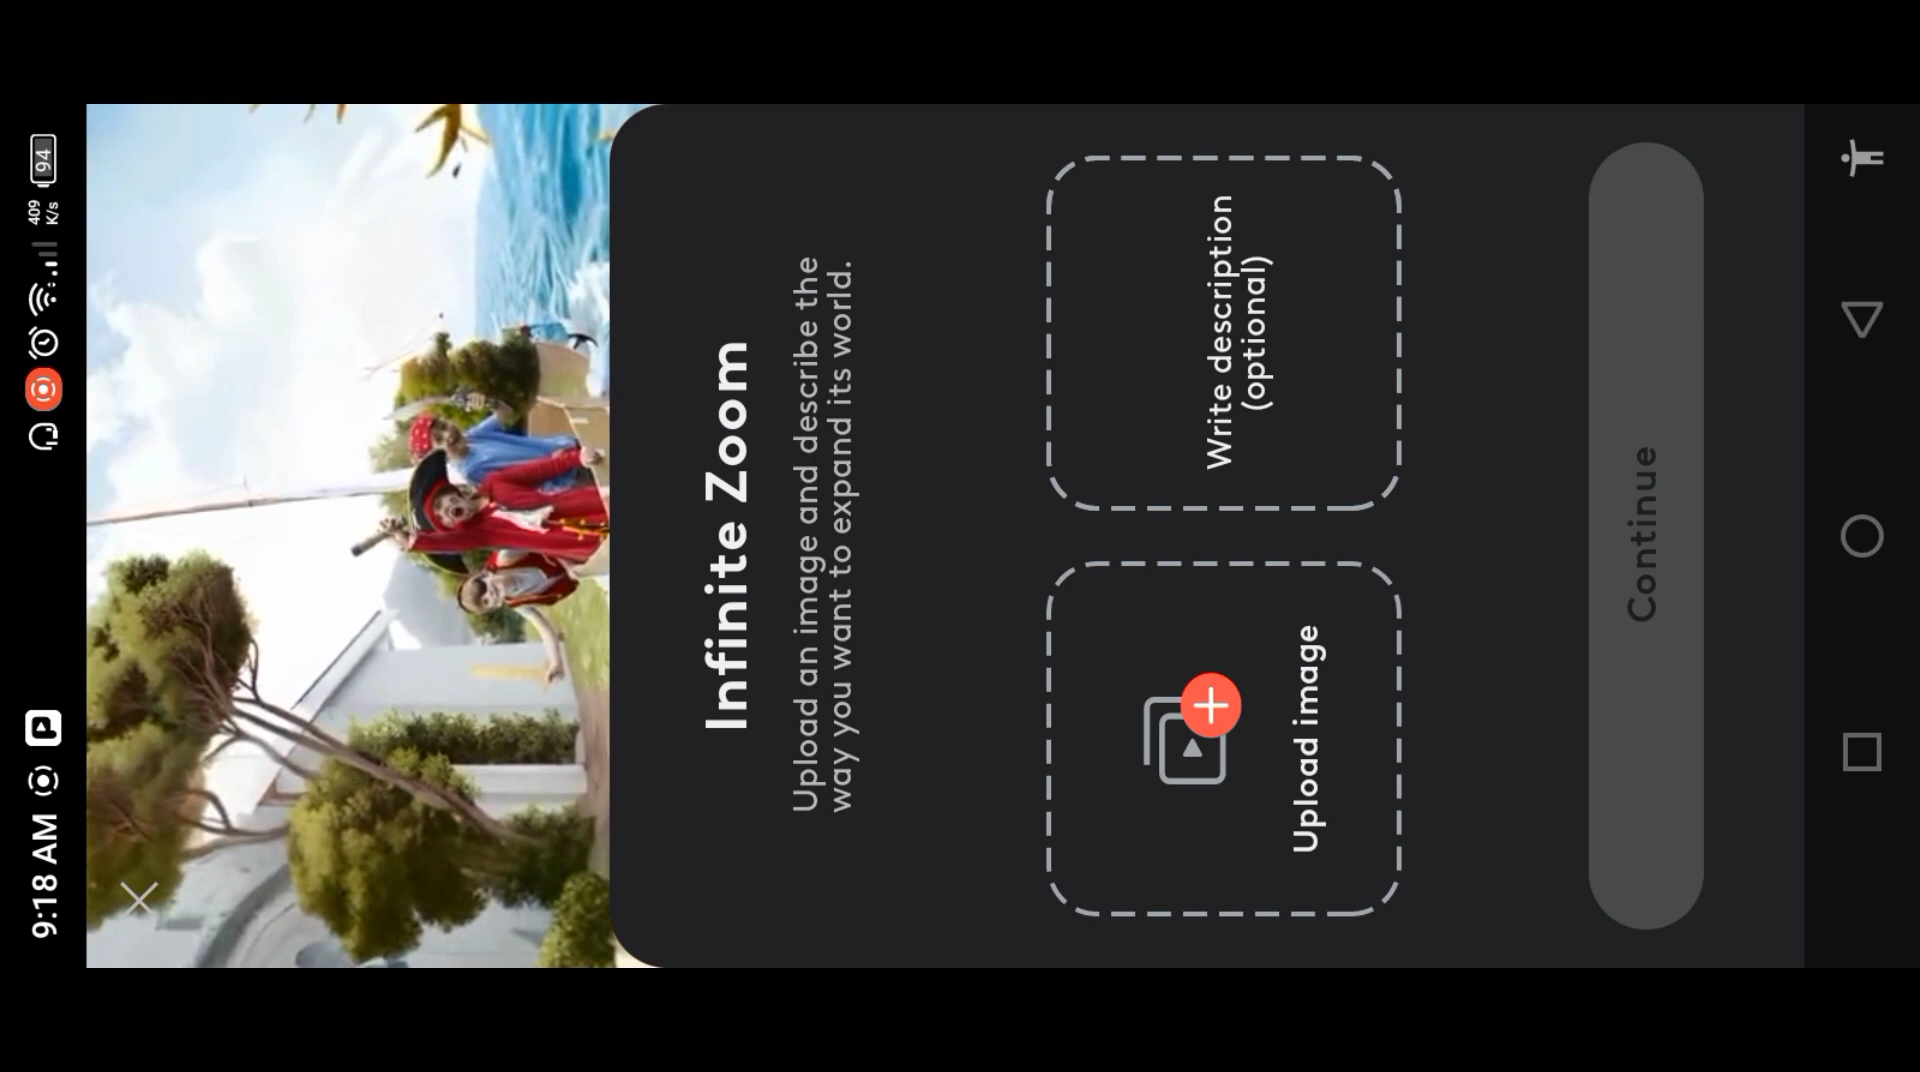 9:18 AM
409
K/s
94
Infinite Zoom
Upload an image and describe the
way you want to expand its world.
Upload image
Write description
(optional)
Continue